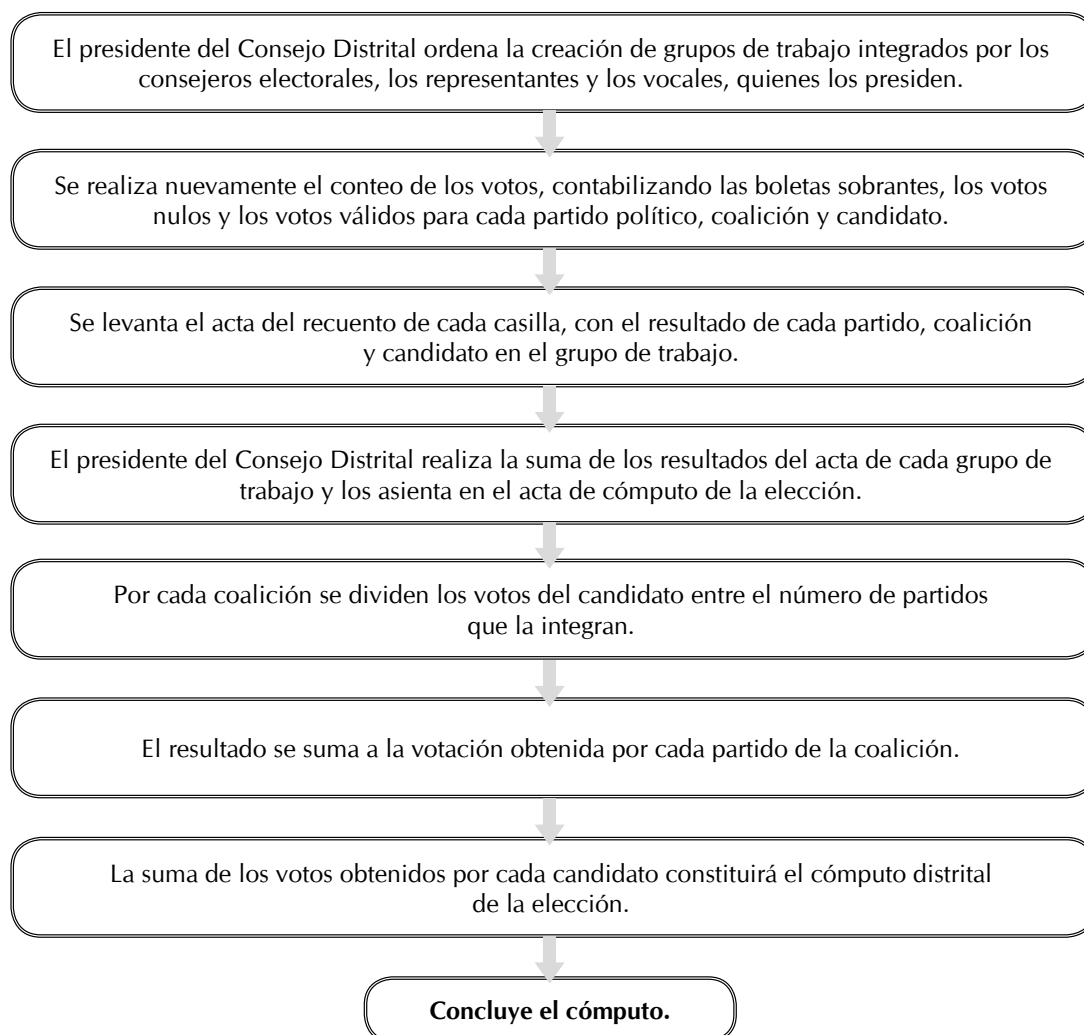 El presidente del Consejo Distrital ordena la creación de grupos de trabajo integrados por los
consejeros electorales, los representantes y los vocales, quienes los presiden.
Se realiza nuevamente el conteo de los votos, contabilizando las boletas sobrantes, los votos
nulos y los votos válidos para cada partido político, coalición y candidato.
Se levanta el acta del recuento de cada casilla, con el resultado de cada partido, coalición
y candidato en el grupo de trabajo.
El presidente del Consejo Distrital realiza la suma de los resultados del acta de cada grupo de
trabajo y los asienta en el acta de cómputo de la elección.
Por cada coalición se dividen los votos del candidato entre el número de partidos
que la integran.
El resultado se suma a la votación obtenida por cada partido de la coalición.
La suma de los votos obtenidos por cada candidato constituirá el cómputo distrital
de la elección.
Concluye el cómputo.